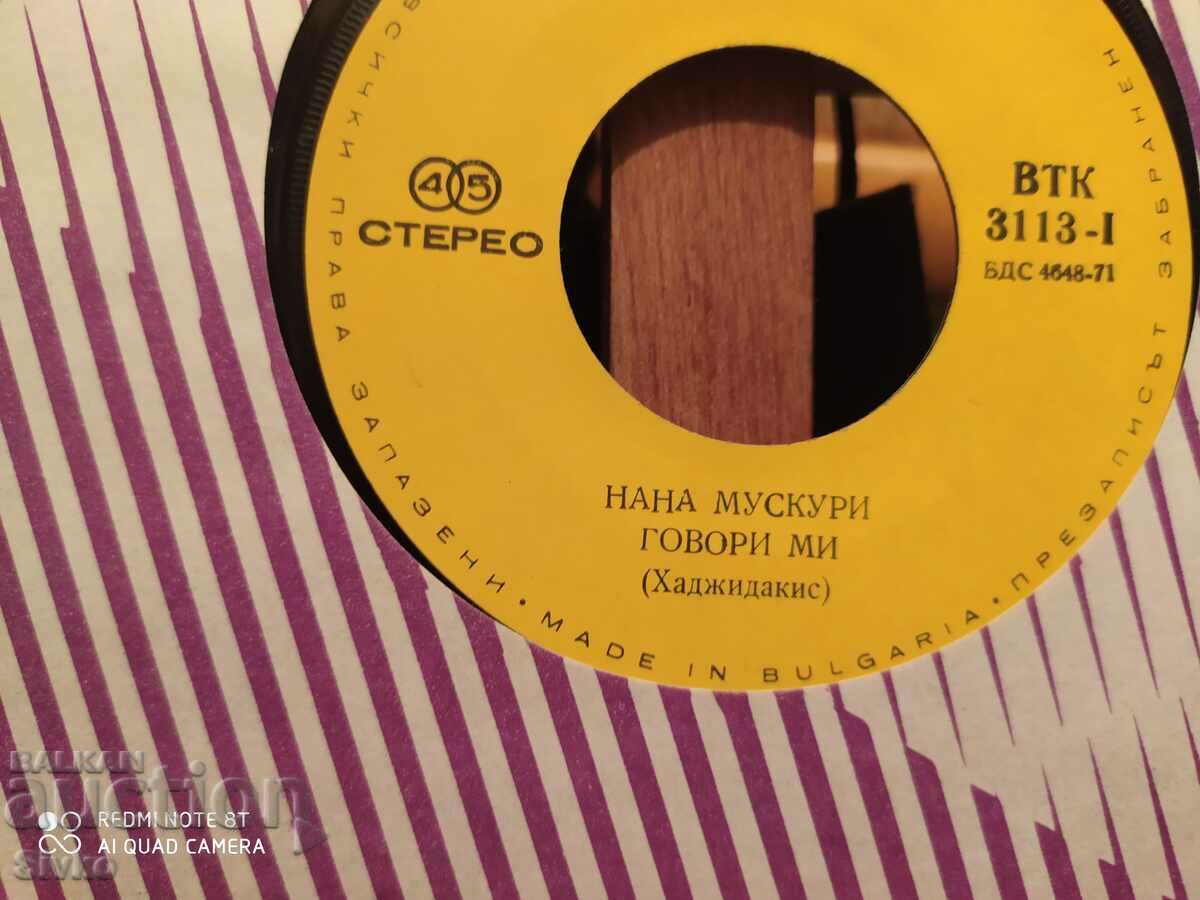 45
СТЕРЕО
ВТК
3113-I
БДС 4648-71
НАНА МУСКУРИ
ГОВОРИ МИ
(Хаджидакис)
ВСИЧКИ ПРАВА ЗАПАЗЕНИ • MADE IN BULGARIA • ПРЕЗАПИСЪТ ЗАБРАНЕН
BALKAN
auction
REDMI NOTE 8T
AI QUAD CAMERA
sivko